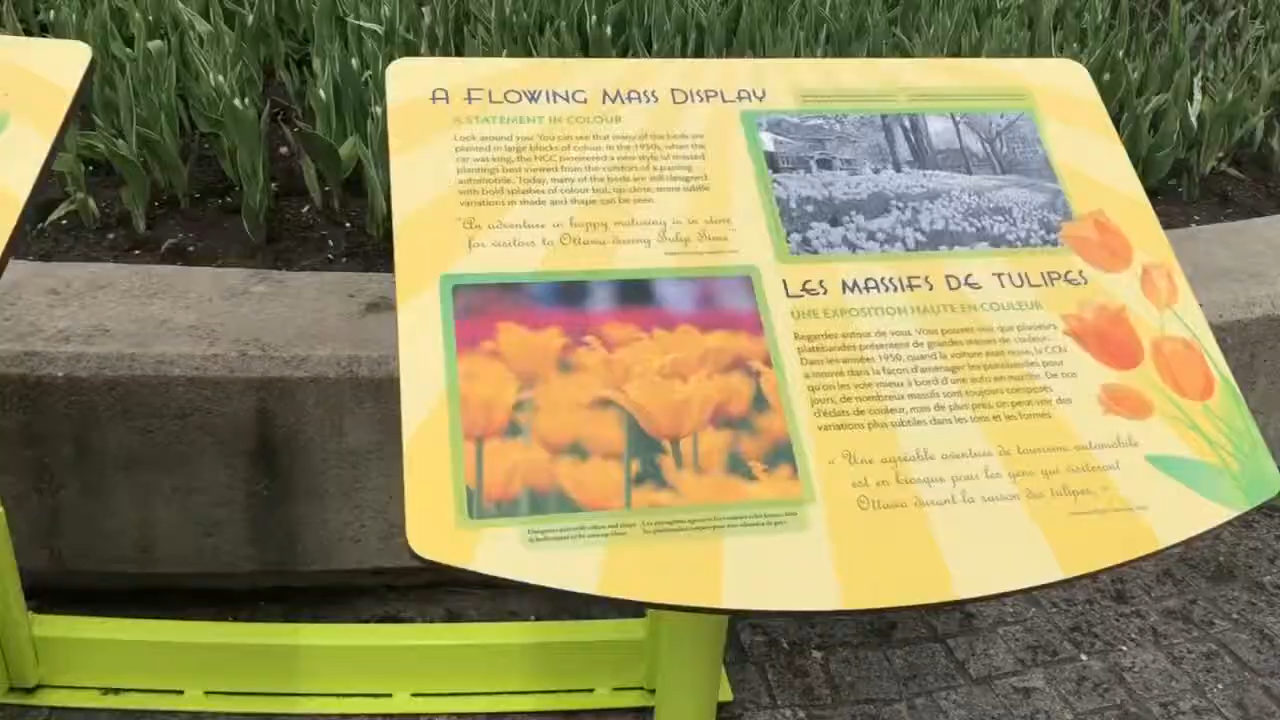 A FLOWING MASS DISPLAY
A STATEMENT IN COLOUR
Look around you. You can see that many of the beds are
planted in large blocks of colour. In the 1950s, when the
car was king, the NCC pioneered a new style of massed
plantings best viewed from the comfort of a passing
automobile. Today, many of the beds are still designed
with bold splashes of colour but, up close, more subtle
variations in shade and shape can be seen.
"An adventure in happy motoring is in store
for visitors to Ottawa during Tulip Time"
LES MASSIFS DE TULIPES
UNE EXPOSITION HAUTE EN COULEUR
Regardez autour de vous. Vous pouvez voir que plusieurs
platebandes présentent de grandes masses de couleur.
Dans les années 1950, quand la voiture était reine, la CCN
a innové dans la façon d'aménager les platebandes pour
qu'on les voie mieux à bord d'une auto en marche. De nos
jours, de nombreux massifs sont toujours composés
d'éclats de couleur, mais de plus près, on peut voir des
variations plus subtiles dans les tons et les formes.
« Une agréable aventure de tourisme automobile
est en kiosque pour les gens qui visiteront
Ottawa durant la saison des tulipes. »